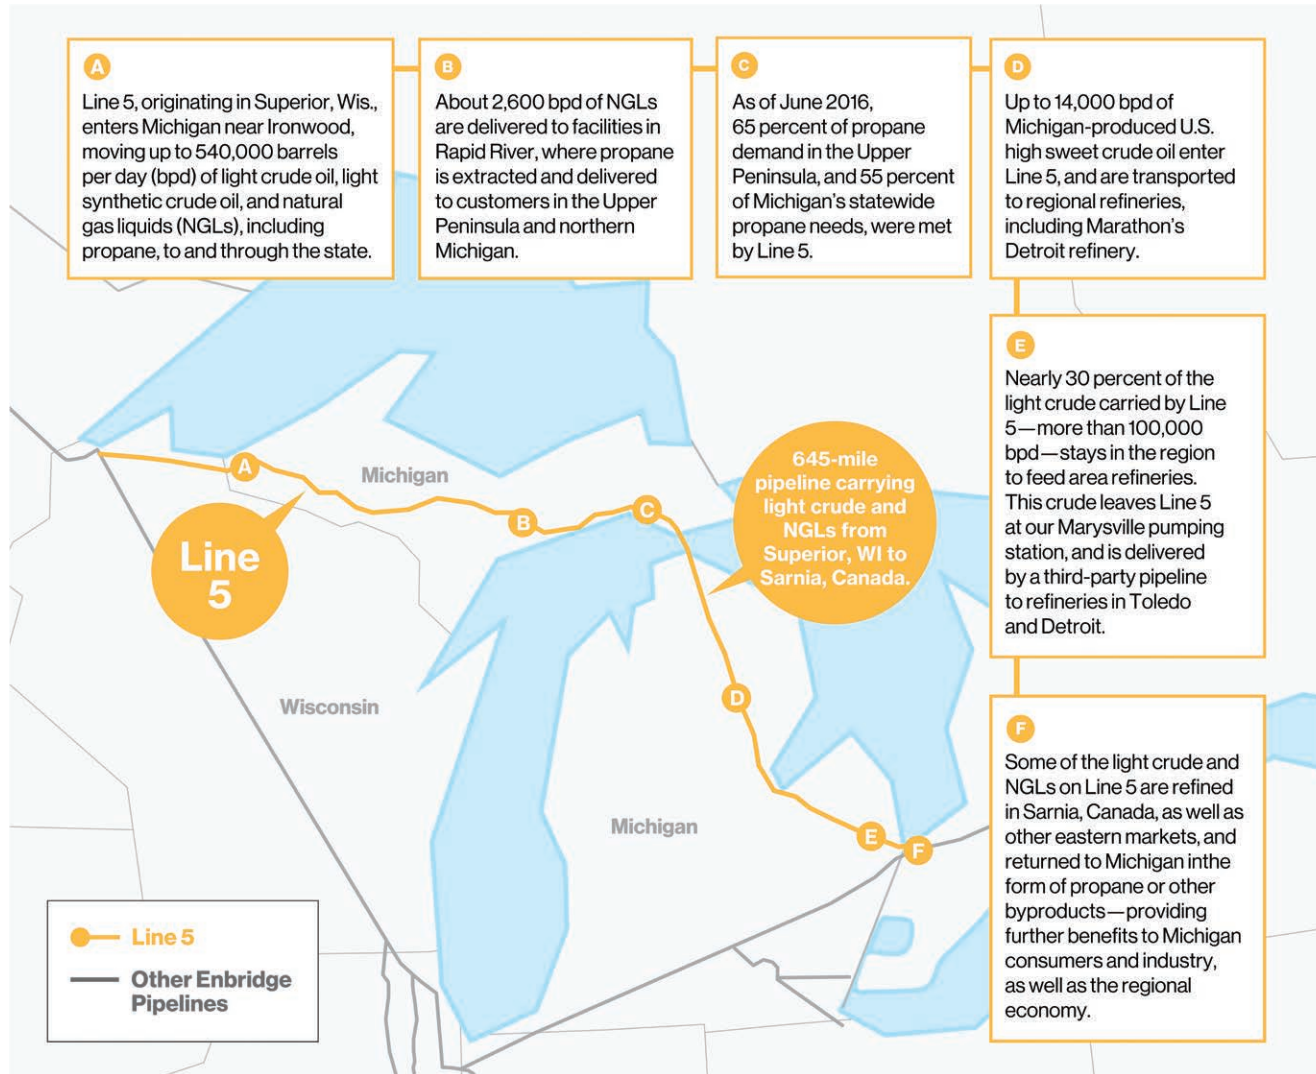 A
Line 5, originating in Superior, Wis.,
enters Michigan near Ironwood,
moving up to 540,000 barrels
per day (bpd) of light crude oil, light
synthetic crude oil, and natural
gas liquids (NGLs), including
propane, to and through the state.
B
About 2,600 bpd of NGLs
are delivered to facilities in
Rapid River, where propane
is extracted and delivered
to customers in the Upper
Peninsula and northern
Michigan.
C
As of June 2016,
65 percent of propane
demand in the Upper
Peninsula, and 55 percent
of Michigan's statewide
propane needs, were met
by Line 5.
D
Up to 14,000 bpd of
Michigan-produced U.S.
high sweet crude oil enter
Line 5, and are transported
to regional refineries,
including Marathon's
Detroit refinery.
E
Nearly 30 percent of the
light crude carried by Line
5—more than 100,000
bpd—stays in the region
to feed area refineries.
This crude leaves Line 5
at our Marysville pumping
station, and is delivered
by a third-party pipeline
to refineries in Toledo
and Detroit.
F
Some of the light crude and
NGLs on Line 5 are refined
in Sarnia, Canada, as well as
other eastern markets, and
returned to Michigan inthe
form of propane or other
byproducts—providing
further benefits to Michigan
consumers and industry,
as well as the regional
economy.
A
Michigan
B
C
645-mile
pipeline carrying
light crude and
NGLs from
Superior, WI to
Sarnia, Canada.
Line
5
Wisconsin
D
Michigan
E
F
Line 5
Other Enbridge
Pipelines